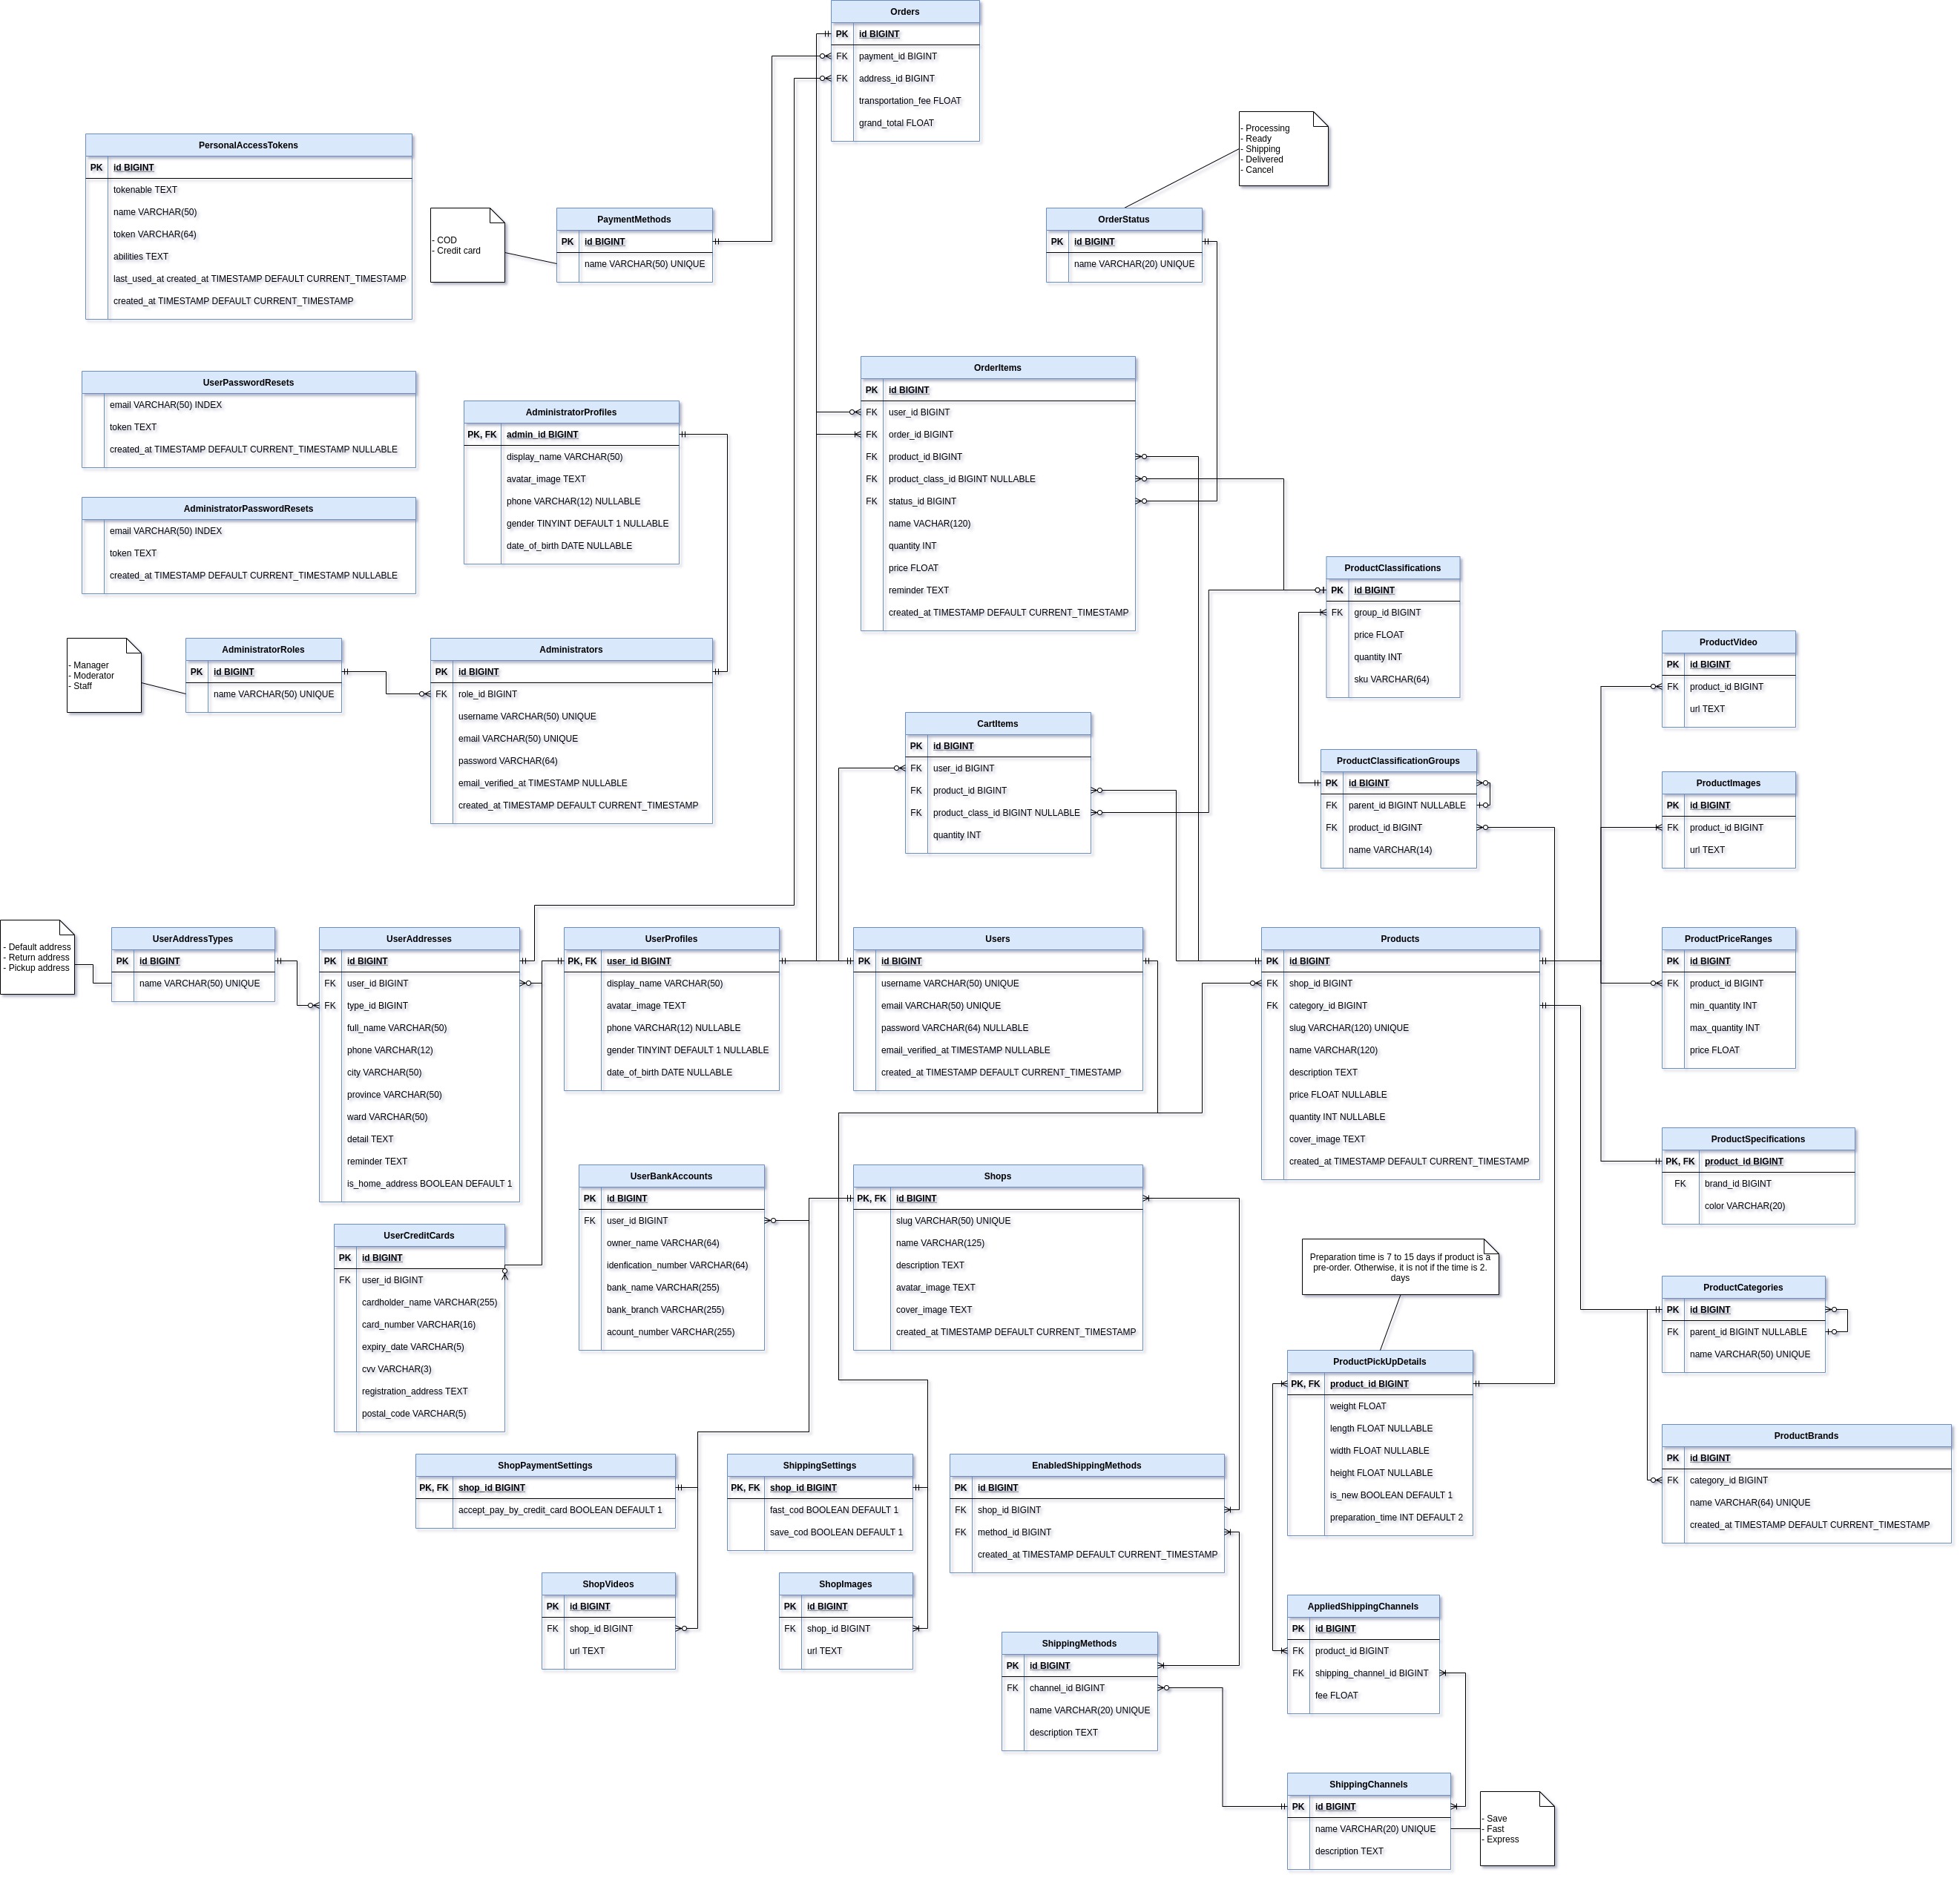 Orders
PK id BIGINT
FK payment_id BIGINT
FK address_id BIGINT
transportation_fee FLOAT
grand_total FLOAT
- Processing
- Ready
- Shipping
- Delivered
- Cancel
PersonalAccessTokens
PK id BIGINT
tokenable TEXT
name VARCHAR(50)
token VARCHAR(64)
abilities TEXT
last_used_at created_at TIMESTAMP DEFAULT CURRENT_TIMESTAMP
created_at TIMESTAMP DEFAULT CURRENT_TIMESTAMP
- COD
- Credit card
PaymentMethods
PK id BIGINT
name VARCHAR(50) UNIQUE
OrderStatus
PK id BIGINT
name VARCHAR(20) UNIQUE
UserPasswordResets
email VARCHAR(50) INDEX
token TEXT
created_at TIMESTAMP DEFAULT CURRENT_TIMESTAMP NULLABLE
AdministratorPasswordResets
email VARCHAR(50) INDEX
token TEXT
created_at TIMESTAMP DEFAULT CURRENT_TIMESTAMP NULLABLE
AdministratorProfiles
PK, FK admin_id BIGINT
display_name VARCHAR(50)
avatar_image TEXT
phone VARCHAR(12) NULLABLE
gender TINYINT DEFAULT 1 NULLABLE
date_of_birth DATE NULLABLE
OrderItems
PK id BIGINT
FK user_id BIGINT
FK order_id BIGINT
FK product_id BIGINT
FK product_class_id BIGINT NULLABLE
FK status_id BIGINT
name VACHAR(120)
quantity INT
price FLOAT
reminder TEXT
created_at TIMESTAMP DEFAULT CURRENT_TIMESTAMP
ProductClassifications
PK id BIGINT
FK group_id BIGINT
price FLOAT
quantity INT
sku VARCHAR(64)
- Manager
- Moderator
- Staff
AdministratorRoles
PK id BIGINT
name VARCHAR(50) UNIQUE
Administrators
PK id BIGINT
FK role_id BIGINT
username VARCHAR(50) UNIQUE
email VARCHAR(50) UNIQUE
password VARCHAR(64)
email_verified_at TIMESTAMP NULLABLE
created_at TIMESTAMP DEFAULT CURRENT_TIMESTAMP
ProductVideo
PK id BIGINT
FK product_id BIGINT
url TEXT
CartItems
PK id BIGINT
FK user_id BIGINT
FK product_id BIGINT
FK product_class_id BIGINT NULLABLE
quantity INT
ProductClassificationGroups
PK id BIGINT
FK parent_id BIGINT NULLABLE
FK product_id BIGINT
name VARCHAR(14)
ProductImages
PK id BIGINT
FK product_id BIGINT
url TEXT
- Default address
- Return address
- Pickup address
UserAddressTypes
PK id BIGINT
name VARCHAR(50) UNIQUE
UserAddresses
PK id BIGINT
FK user_id BIGINT
FK type_id BIGINT
full_name VARCHAR(50)
phone VARCHAR(12)
city VARCHAR(50)
province VARCHAR(50)
ward VARCHAR(50)
detail TEXT
reminder TEXT
is_home_address BOOLEAN DEFAULT 1
UserProfiles
PK, FK user_id BIGINT
display_name VARCHAR(50)
avatar_image TEXT
phone VARCHAR(12) NULLABLE
gender TINYINT DEFAULT 1 NULLABLE
date_of_birth DATE NULLABLE
Users
PK id BIGINT
username VARCHAR(50) UNIQUE
email VARCHAR(50) UNIQUE
password VARCHAR(64) NULLABLE
email_verified_at TIMESTAMP NULLABLE
created_at TIMESTAMP DEFAULT CURRENT_TIMESTAMP
Products
PK id BIGINT
FK shop_id BIGINT
FK category_id BIGINT
slug VARCHAR(120) UNIQUE
name VARCHAR(120)
description TEXT
price FLOAT NULLABLE
quantity INT NULLABLE
cover_image TEXT
created_at TIMESTAMP DEFAULT CURRENT_TIMESTAMP
ProductPriceRanges
PK id BIGINT
FK product_id BIGINT
min_quantity INT
max_quantity INT
price FLOAT
ProductSpecifications
PK, FK product_id BIGINT
FK brand_id BIGINT
color VARCHAR(20)
UserBankAccounts
PK id BIGINT
FK user_id BIGINT
owner_name VARCHAR(64)
idenfication_number VARCHAR(64)
bank_name VARCHAR(255)
bank_branch VARCHAR(255)
acount_number VARCHAR(255)
Shops
PK, FK id BIGINT
slug VARCHAR(50) UNIQUE
name VARCHAR(125)
description TEXT
avatar_image TEXT
cover_image TEXT
created_at TIMESTAMP DEFAULT CURRENT_TIMESTAMP
UserCreditCards
PK id BIGINT
FK user_id BIGINT
cardholder_name VARCHAR(255)
card_number VARCHAR(16)
expiry_date VARCHAR(5)
cvv VARCHAR(3)
registration_address TEXT
postal_code VARCHAR(5)
Preparation time is 7 to 15 days if product is a
pre-order. Otherwise, it is not if the time is 2.
days
ProductCategories
PK id BIGINT
FK parent_id BIGINT NULLABLE
name VARCHAR(50) UNIQUE
ProductPickUpDetails
PK, FK product_id BIGINT
weight FLOAT
length FLOAT NULLABLE
width FLOAT NULLABLE
height FLOAT NULLABLE
is_new BOOLEAN DEFAULT 1
preparation_time INT DEFAULT 2
ProductBrands
PK id BIGINT
FK category_id BIGINT
name VARCHAR(64) UNIQUE
created_at TIMESTAMP DEFAULT CURRENT_TIMESTAMP
ShopPaymentSettings
PK, FK shop_id BIGINT
accept_pay_by_credit_card BOOLEAN DEFAULT 1
ShippingSettings
PK, FK shop_id BIGINT
fast_cod BOOLEAN DEFAULT 1
save_cod BOOLEAN DEFAULT 1
EnabledShippingMethods
PK id BIGINT
FK shop_id BIGINT
FK method_id BIGINT
created_at TIMESTAMP DEFAULT CURRENT_TIMESTAMP
ShopVideos
PK id BIGINT
FK shop_id BIGINT
url TEXT
ShopImages
PK id BIGINT
FK shop_id BIGINT
url TEXT
AppliedShippingChannels
PK id BIGINT
FK product_id BIGINT
FK shipping_channel_id BIGINT
fee FLOAT
ShippingMethods
PK id BIGINT
FK channel_id BIGINT
name VARCHAR(20) UNIQUE
description TEXT
ShippingChannels
PK id BIGINT
name VARCHAR(20) UNIQUE
description TEXT
- Save
- Fast
- Express